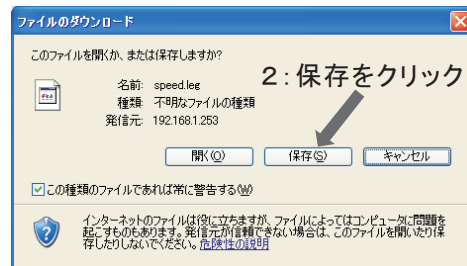 ファイルのダウンロード
このファイルを開くか、または保存しますか?
名前: speed.leg
2:保存をクリック
種類: 不明なファイルの種類
発信元: 192.168.1.253
開く(O) 保存(S) キャンセル
この種類のファイルであれば常に警告する(W)
インターネットのファイルは役に立ちますが、ファイルによってはコンピュータに問題を
起こすものもあります。発信元が信頼できない場合は、このファイルを開いたり保
存したりしないでください。危険性の説明